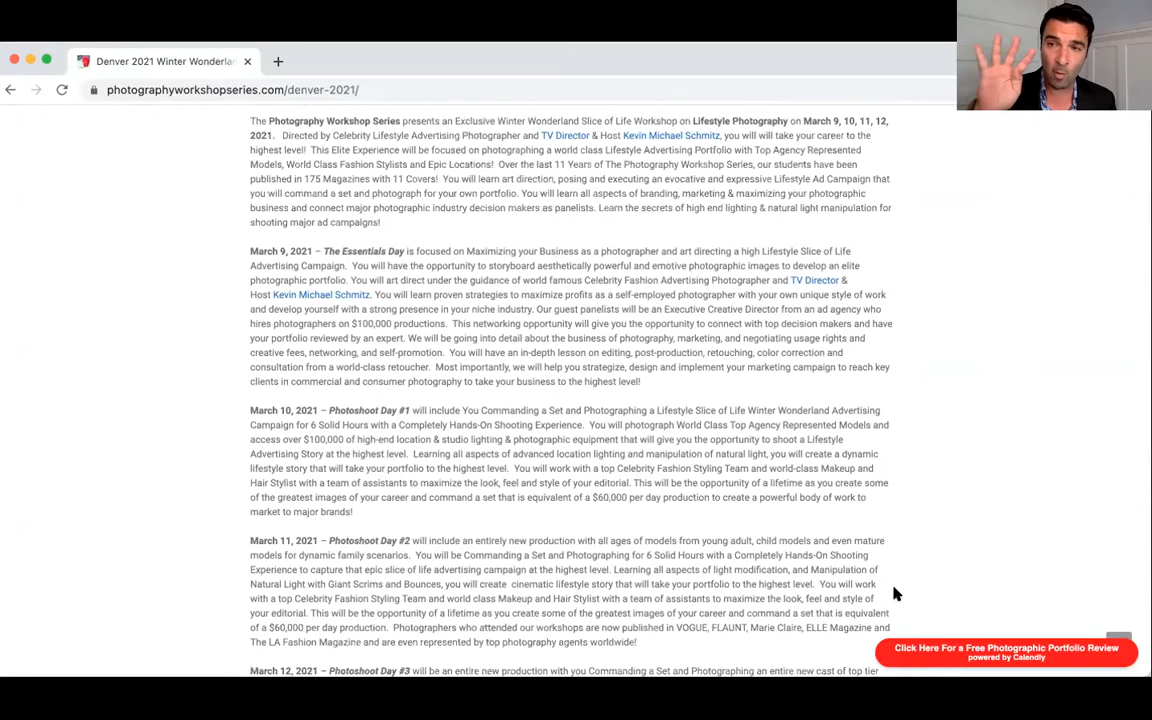 Denver 2021 Winter Wonderlan
photographyworkshopseries.com/denver-2021/
The Photography Workshop Series presents an Exclusive Winter Wonderland Slice of Life Workshop on Lifestyle Photography on March 9, 10, 11, 12,
2021. Directed by Celebrity Lifestyle Advertising Photographer and TV Director & Host Kevin Michael Schmitz, you will will take your career to the
highest level! This Elite Experience will be focused on photographing a world class Lifestyle Advertising Portfolio with Top Agency Represented
Models, World Class Fashion Stylists and Epic Locations! Over the last 11 Years of The Photography Workshop Series, our students have been
published in 175 Magazines with 11 Covers! You will learn art direction, posing and executing an evocative and expressive Lifestyle Ad Campaign that
you will command a set and photograph for your own portfolio. You will learn all aspects of branding, marketing & maximizing your photographic
business and connect major photographic industry decision makers as panelists. Learn the secrets of high end lighting & natural light manipulation for
shooting major ad campaigns!
March 9, 2021 – The Essentials Day is focused on Maximizing your Business as a photographer and art directing a high Lifestyle Slice of Life
Advertising Campaign. You will have the opportunity to storyboard aesthetically powerful and emotive photographic images to develop an elite
photographic portfolio. You will art direct under the guidance of world famous Celebrity Fashion Advertising Photographer and TV Director &
Host Kevin Michael Schmitz. You will learn proven strategies to maximize profits as a self-employed photographer with your own unique style of work
and develop yourself with a strong presence in your niche industry. Our guest panelists will be an Executive Creative Director from an ad agency who
hires photographers on $100,000 productions. This networking opportunity will give you the opportunity to connect with top decision makers and have
your portfolio reviewed by an expert. We will be going into detail about the business of photography, marketing, and negotiating usage rights and
creative fees, networking, and self-promotion. You will have an in-depth lesson on editing, post-production, retouching, color correction and
consultation from a world-class retoucher. Most importantly, we will help you strategize, design and implement your marketing campaign to reach key
clients in commercial and consumer photography to take your business to the highest level!
March 10, 2021 – Photoshoot Day #1 will include You Commanding a Set and Photographing a Lifestyle Slice of Life Winter Wonderland Advertising
Campaign for 6 Solid Hours with a Completely Hands-On Shooting Experience. You will photograph World Class Top Agency Represented Models and
access over $100,000 of high-end location & studio lighting & photographic equipment that will give you the opportunity to shoot a Lifestyle
Advertising Story at the highest level. Learning all aspects of advanced location lighting and manipulation of natural light, you will create a dynamic
lifestyle story that will take your portfolio to the highest level. You will work with a top Celebrity Fashion Styling Team and world-class Makeup and
Hair Stylist with a team of assistants to maximize the look, feel and style of your editorial. This will be the opportunity of a lifetime as you create some
of the greatest images of your career and command a set that is equivalent of a $60,000 per day production to create a powerful body of work to
market to major brands!
March 11, 2021 – Photoshoot Day #2 will include an entirely new production with all ages of models from young adult, child models and even mature
models for dynamic family scenarios. You will be Commanding a Set and Photographing for 6 Solid Hours with a Completely Hands-On Shooting
Experience to capture that epic slice of life advertising campaign at the highest level. Learning all aspects of light modification, and Manipulation of
Natural Light with Giant Scrims and Bounces, you will create cinematic lifestyle story that will take your portfolio to the highest level. You will work
with a top Celebrity Fashion Styling Team and world class Makeup and Hair Stylist with a team of assistants to maximize the look, feel and style of
your editorial. This will be the opportunity of a lifetime as you create some of the greatest images of your career and command a set that is equivalent
of a $60,000 per day production. Photographers who attended our workshops are now published in VOGUE, FLAUNT, Marie Claire, ELLE Magazine and
The LA Fashion Magazine and are even represented by top photography agents worldwide!
Click Here For a Free Photographic Portfolio Review
powered by Calendly
March 12, 2021 – Photoshoot Day #3 will be an entire new production with you Commanding a Set and Photographing an entire new cast of top tier